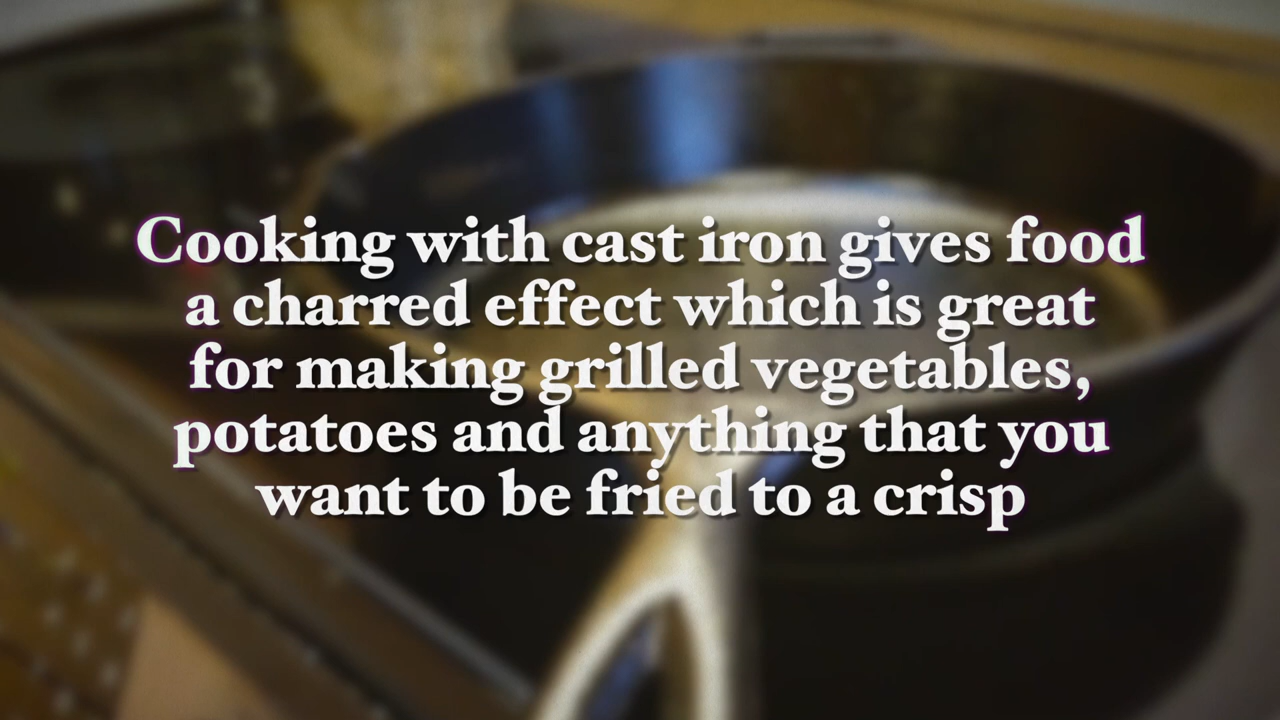 Cooking with cast iron gives food
a charred effect which is great
for making grilled vegetables,
potatoes and anything that you
want to be fried to a crisp